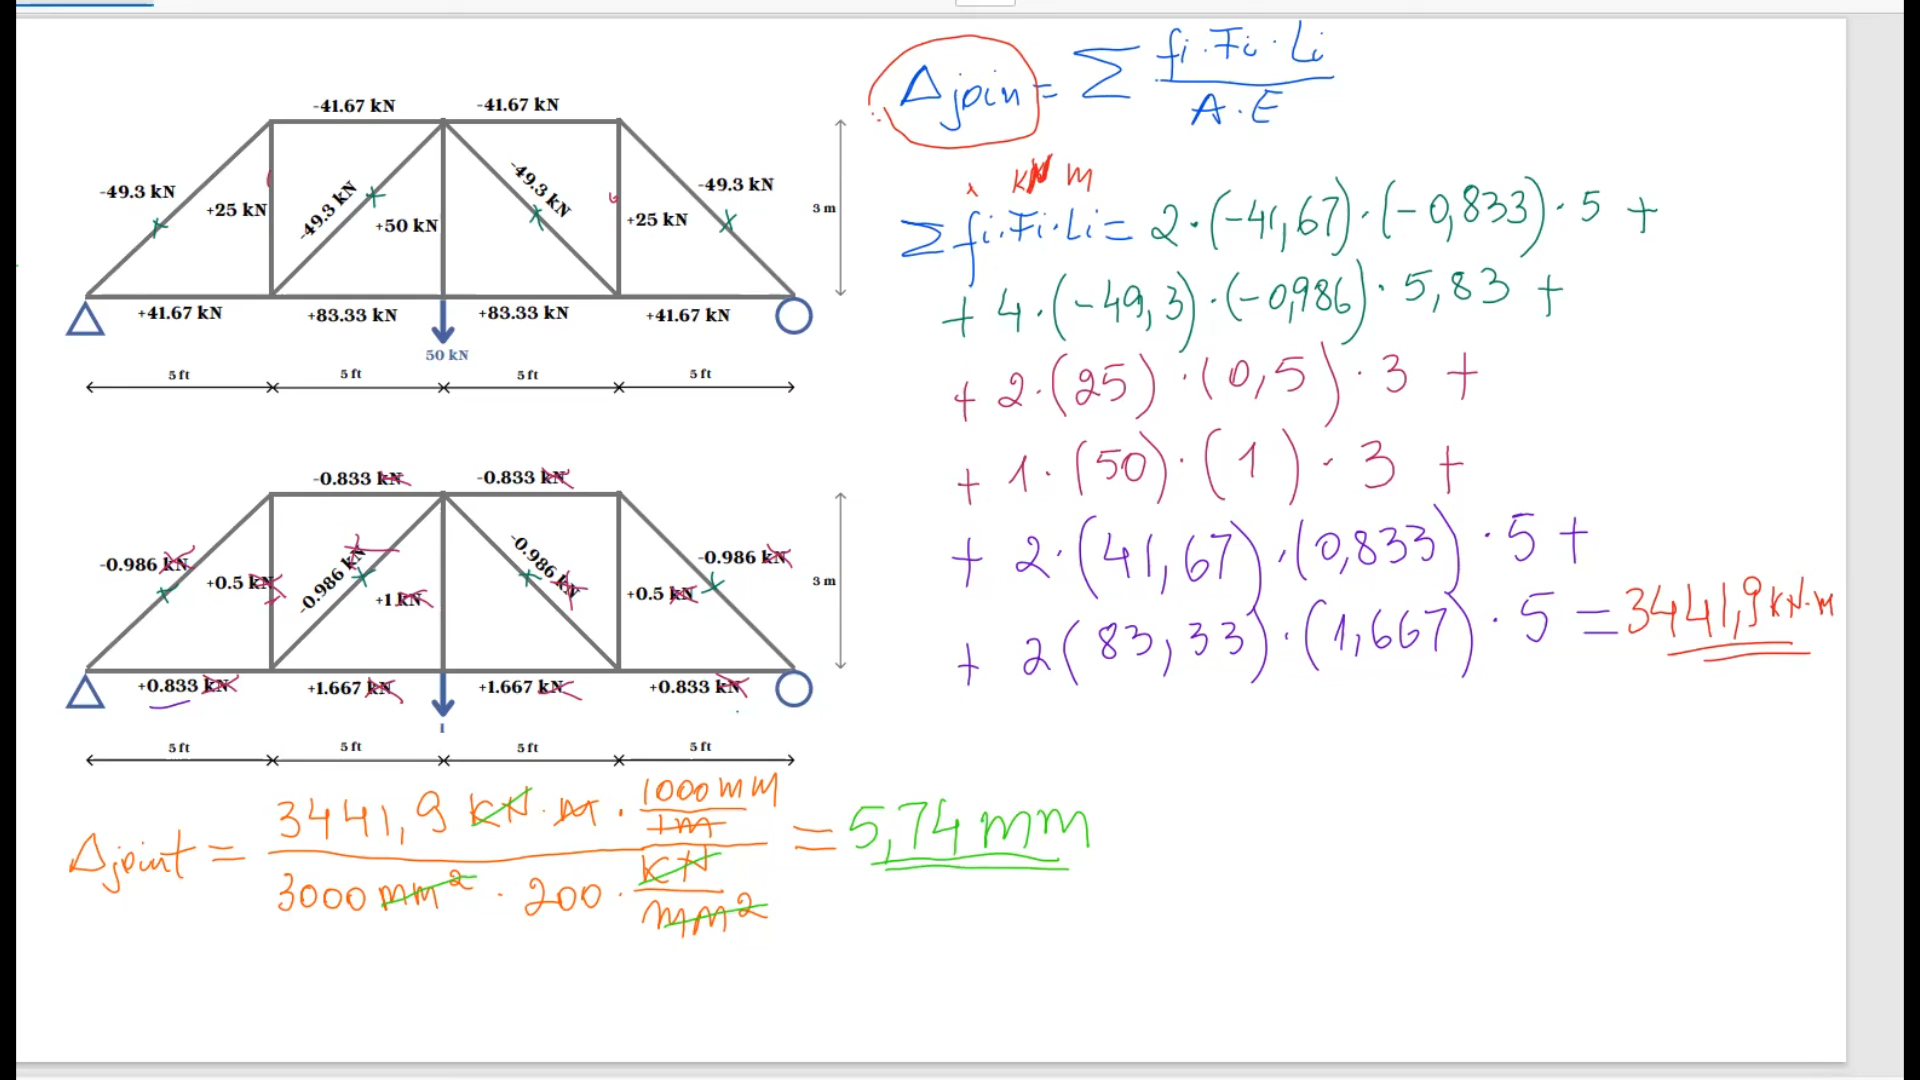 -41.67 kN -41.67 kN
-49.3 kN +25 kN -49.3 kN +50 kN -49.3 kN +25 kN -49.3 kN 3 m
+41.67 kN +83.33 kN +83.33 kN +41.67 kN
50 kN
5 ft 5 ft 5 ft 5 ft
-0.833 kN -0.833 kN
-0.986 kN +0.5 kN -0.986 kN +1 kN -0.986 kN +0.5 kN -0.986 kN 3 m
+0.833 kN +1.667 kN +1.667 kN +0.833 kN
1
5 ft 5 ft 5 ft 5 ft
Δjoin = Σ fi·Fi·Li / A·E
kN m
Σfi·Fi·Li = 2·(-41,67)·(-0,833)·5 +
+ 4·(-49,3)·(-0,986)·5,83 +
+ 2·(25)·(0,5)·3 +
+ 1·(50)·(1)·3 +
+ 2·(41,67)·(0,833)·5 +
+ 2(83,33)·(1,667)·5 = 3441,9 kN·m
Δjoint = 3441,9 kN·m · 1000mm / 1m / 3000 mm² · 200 · kN / mm² = 5,74 mm